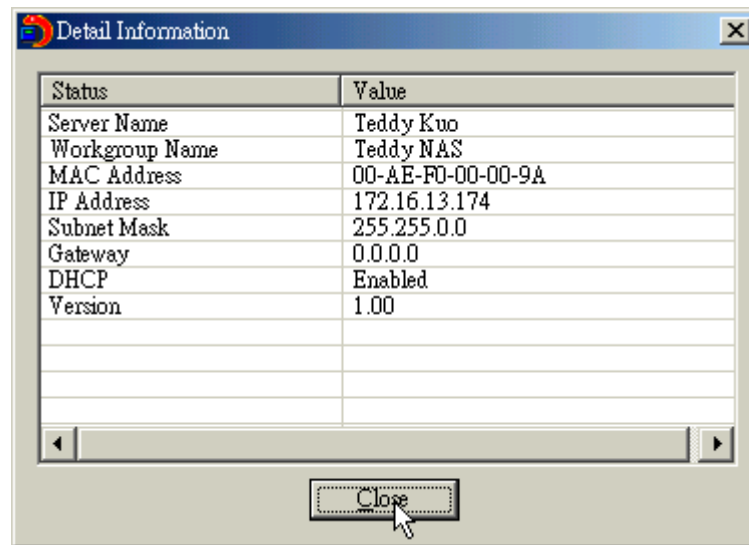 Detail Information
Status Value
Server Name Teddy Kuo
Workgroup Name Teddy NAS
MAC Address 00-AE-F0-00-00-9A
IP Address 172.16.13.174
Subnet Mask 255.255.0.0
Gateway 0.0.0.0
DHCP Enabled
Version 1.00
Close